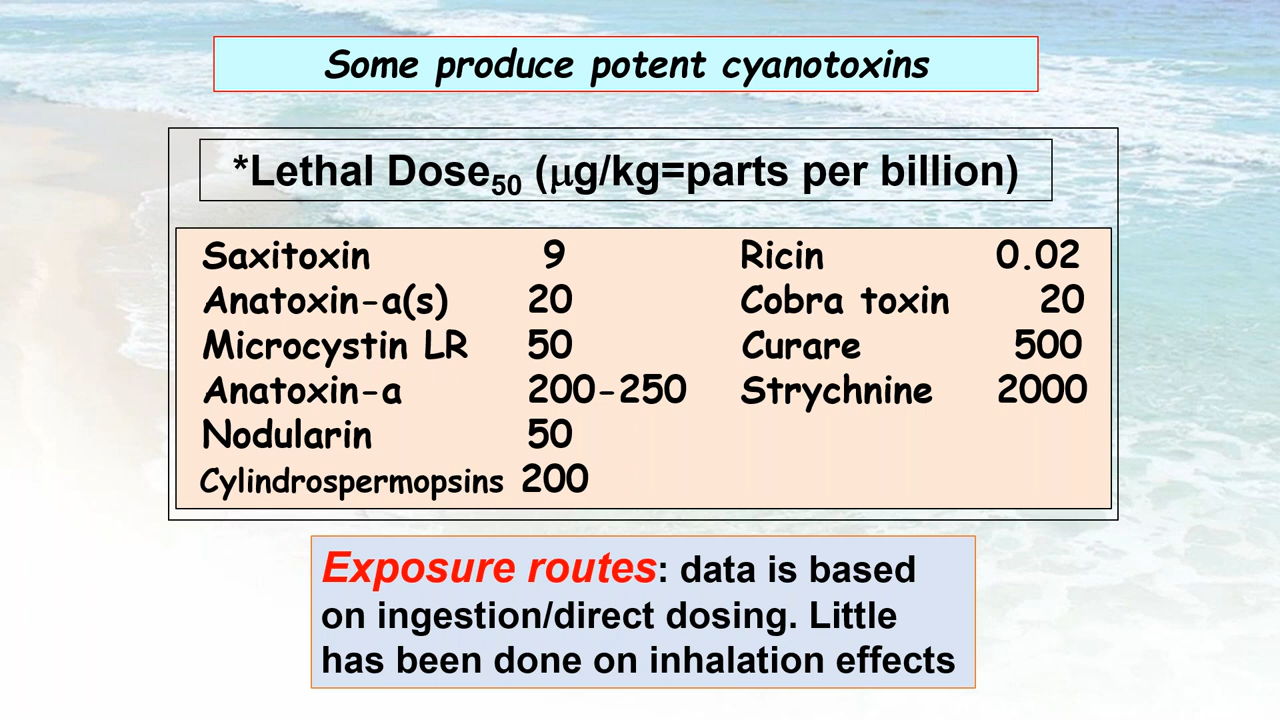 Some produce potent cyanotoxins
*Lethal Dose50 (μg/kg=parts per billion)
Saxitoxin 9 Ricin 0.02
Anatoxin-a(s) 20 Cobra toxin 20
Microcystin LR 50 Curare 500
Anatoxin-a 200-250 Strychnine 2000
Nodularin 50
Cylindrospermopsins 200
Exposure routes: data is based
on ingestion/direct dosing. Little
has been done on inhalation effects